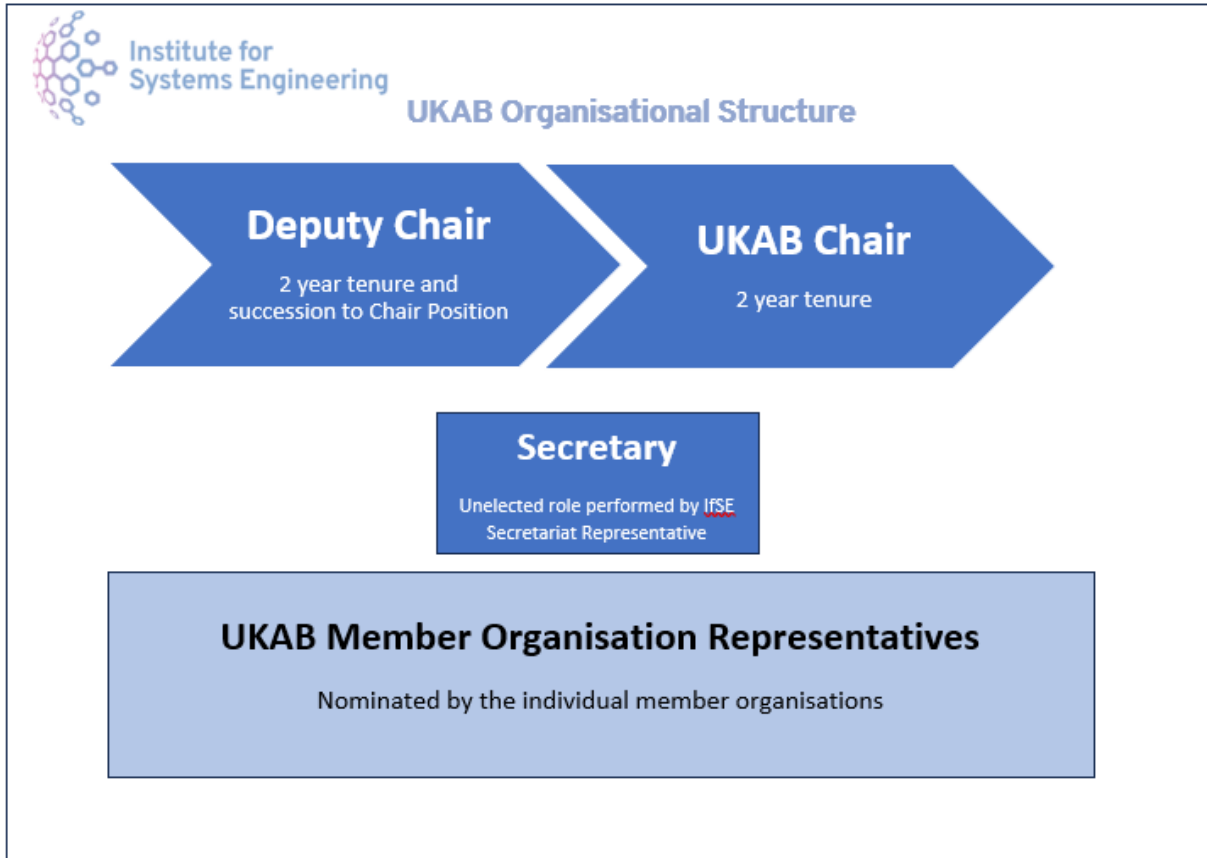 Institute for
Systems Engineering
UKAB Organisational Structure
Deputy Chair
2 year tenure and
succession to Chair Position
UKAB Chair
2 year tenure
Secretary
Unelected role performed by IfSE
Secretariat Representative
UKAB Member Organisation Representatives
Nominated by the individual member organisations